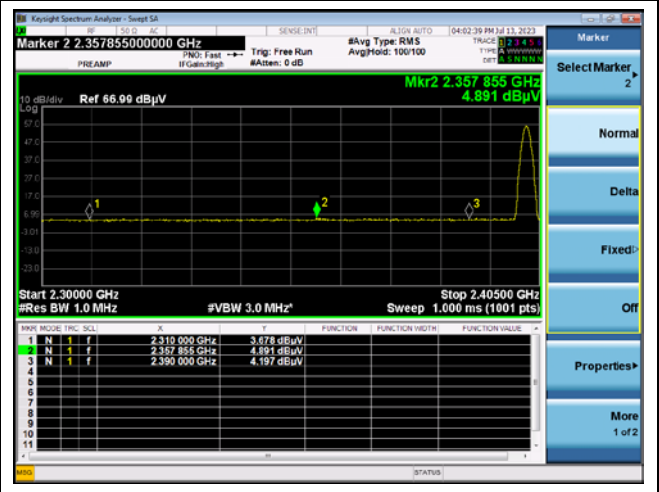 Keysight Spectrum Analyzer - Swept SA
RF 50 Ω AC SENSE:INT ALIGN AUTO 04:02:39 PM Jul 13, 2023
Marker 2 2.357855000000 GHz
PREAMP
PNO: Fast
IFGain:High
Trig: Free Run
#Atten: 0 dB
#Avg Type: RMS
Avg|Hold: 100/100
TRACE 1 2 3 4 5 6
TYPE A WWWWW
DET A S N N N N
Mkr2 2.357 855 GHz
4.891 dBµV
10 dB/div Ref 66.99 dBµV
Log
57.0
47.0
37.0
27.0
17.0
6.99
-3.01
-13.0
-23.0
1
2
3
Start 2.30000 GHz
Stop 2.40500 GHz
#Res BW 1.0 MHz
#VBW 3.0 MHz*
Sweep 1.000 ms (1001 pts)
MKR MODE TRC SCL X Y FUNCTION FUNCTION WIDTH FUNCTION VALUE
1 N 1 f 2.310 000 GHz 3.678 dBµV
2 N 1 f 2.357 855 GHz 4.891 dBµV
3 N 1 f 2.390 000 GHz 4.197 dBµV
4
5
6
7
8
9
10
11
MSG
STATUS
Marker
Select Marker
2
Normal
Delta
Fixed
Off
Properties
More
1 of 2